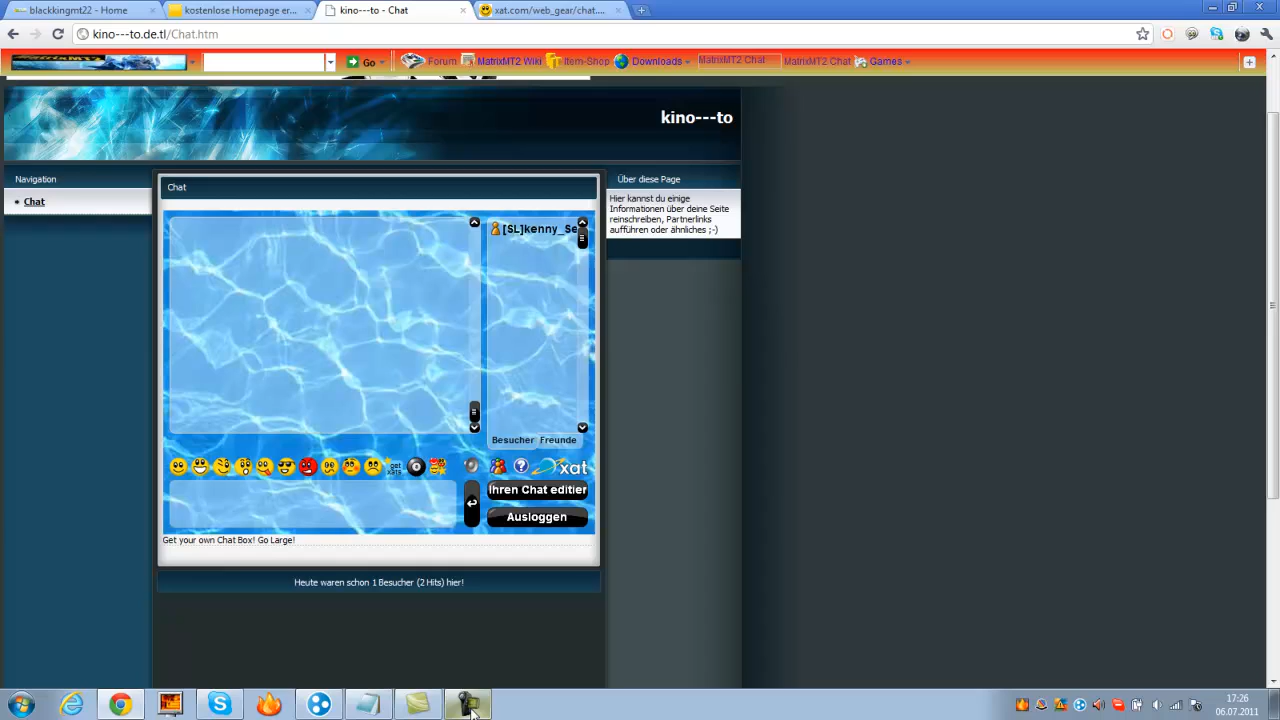 blackkingmt22 - Home
kostenlose Homepage er...
kino---to - Chat
xat.com/web_gear/chat....
kino---to.de.tl/Chat.htm
Go
Forum
MatrixMT2 Wiki
Item-Shop
Downloads
MatrixMT2 Chat
MatrixMT2 Chat
Games
kino---to
Navigation
Chat
Chat
Über diese Page
Hier kannst du einige
Informationen über deine Seite
reinschreiben, Partnerlinks
aufführen oder ähnliches ;-)
[SL]kenny_Se
Besucher
Freunde
get
xats
xat
Ihren Chat editier
Ausloggen
Get your own Chat Box! Go Large!
Heute waren schon 1 Besucher (2 Hits) hier!
17:26
06.07.2011